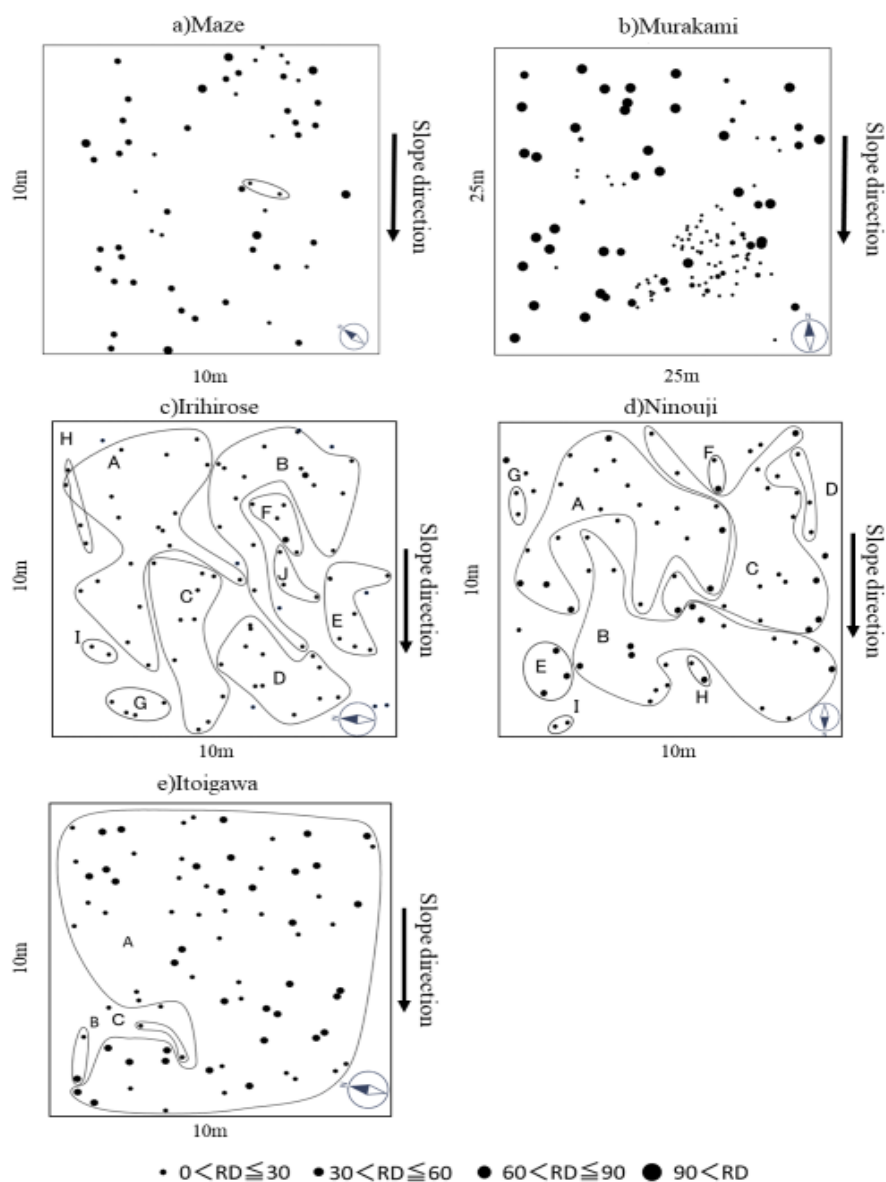 a)Maze
b)Murakami
10m
Slope direction
25m
Slope direction
10m
25m
c)Irihirose
d)Ninouji
H
A
B
F
J
C
E
I
D
G
10m
Slope direction
10m
F
G
D
A
C
B
E
H
I
10m
Slope direction
10m
e)Itoigawa
A
B
C
10m
Slope direction
10m
0<RD≦30
30<RD≦60
60<RD≦90
90<RD